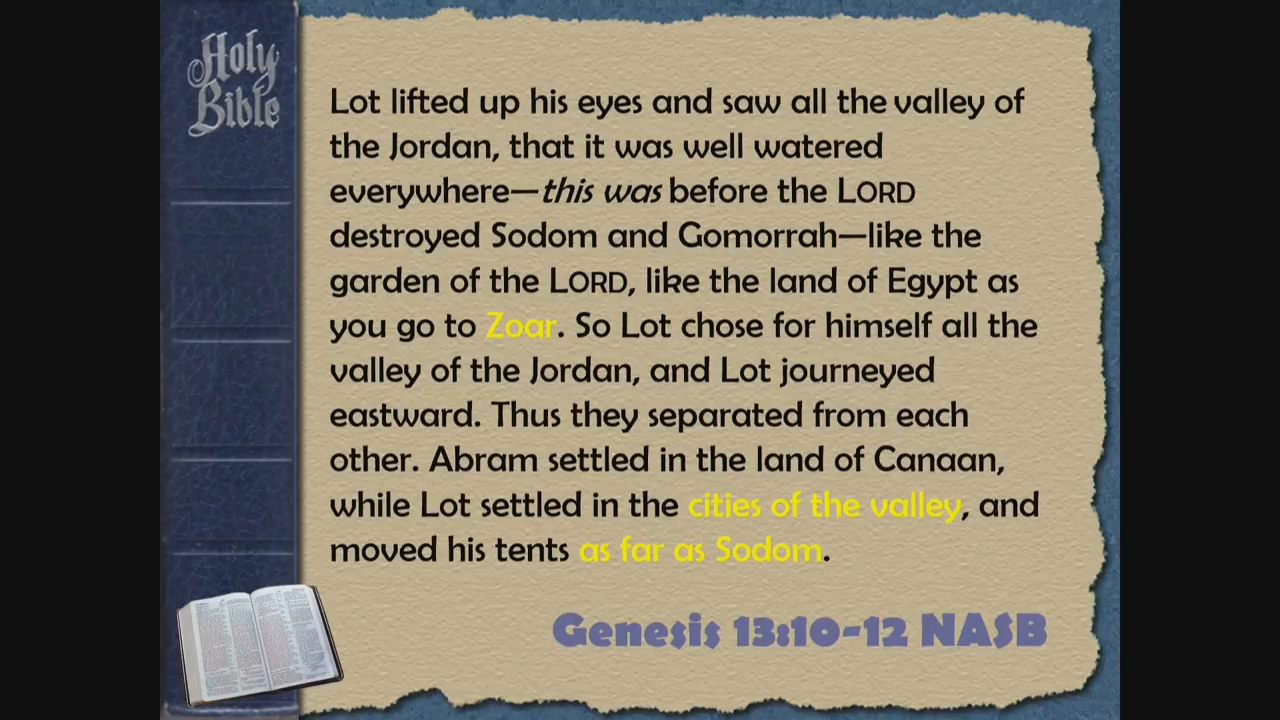 Holy
Bible
Lot lifted up his eyes and saw all the valley of
the Jordan, that it was well watered
everywhere—this was before the LORD
destroyed Sodom and Gomorrah—like the
garden of the LORD, like the land of Egypt as
you go to Zoar. So Lot chose for himself all the
valley of the Jordan, and Lot journeyed
eastward. Thus they separated from each
other. Abram settled in the land of Canaan,
while Lot settled in the cities of the valley, and
moved his tents as far as Sodom.
Genesis 13:10-12 NASB